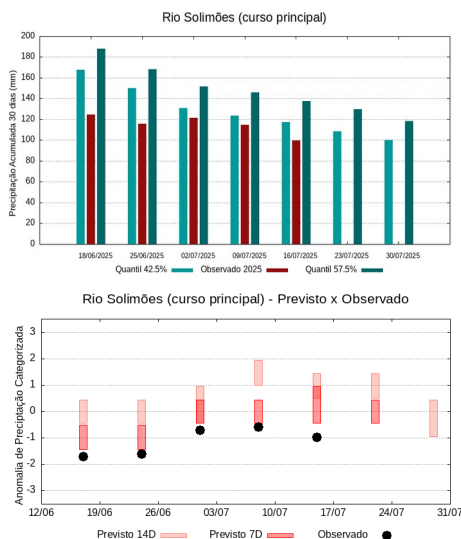 Rio Solimões (curso principal)
Precipitação Acumulada 30 dias (mm)
200
180
160
140
120
100
80
60
40
20
0
18/06/2025 25/06/2025 02/07/2025 09/07/2025 16/07/2025 23/07/2025 30/07/2025
Quantil 42.5% Observado 2025 Quantil 57.5%
Rio Solimões (curso principal) - Previsto x Observado
Anomalia de Preciptação Categorizada
3
2
1
0
-1
-2
-3
12/06 19/06 26/06 03/07 10/07 17/07 24/07 31/07
Previsto 14D Previsto 7D Observado